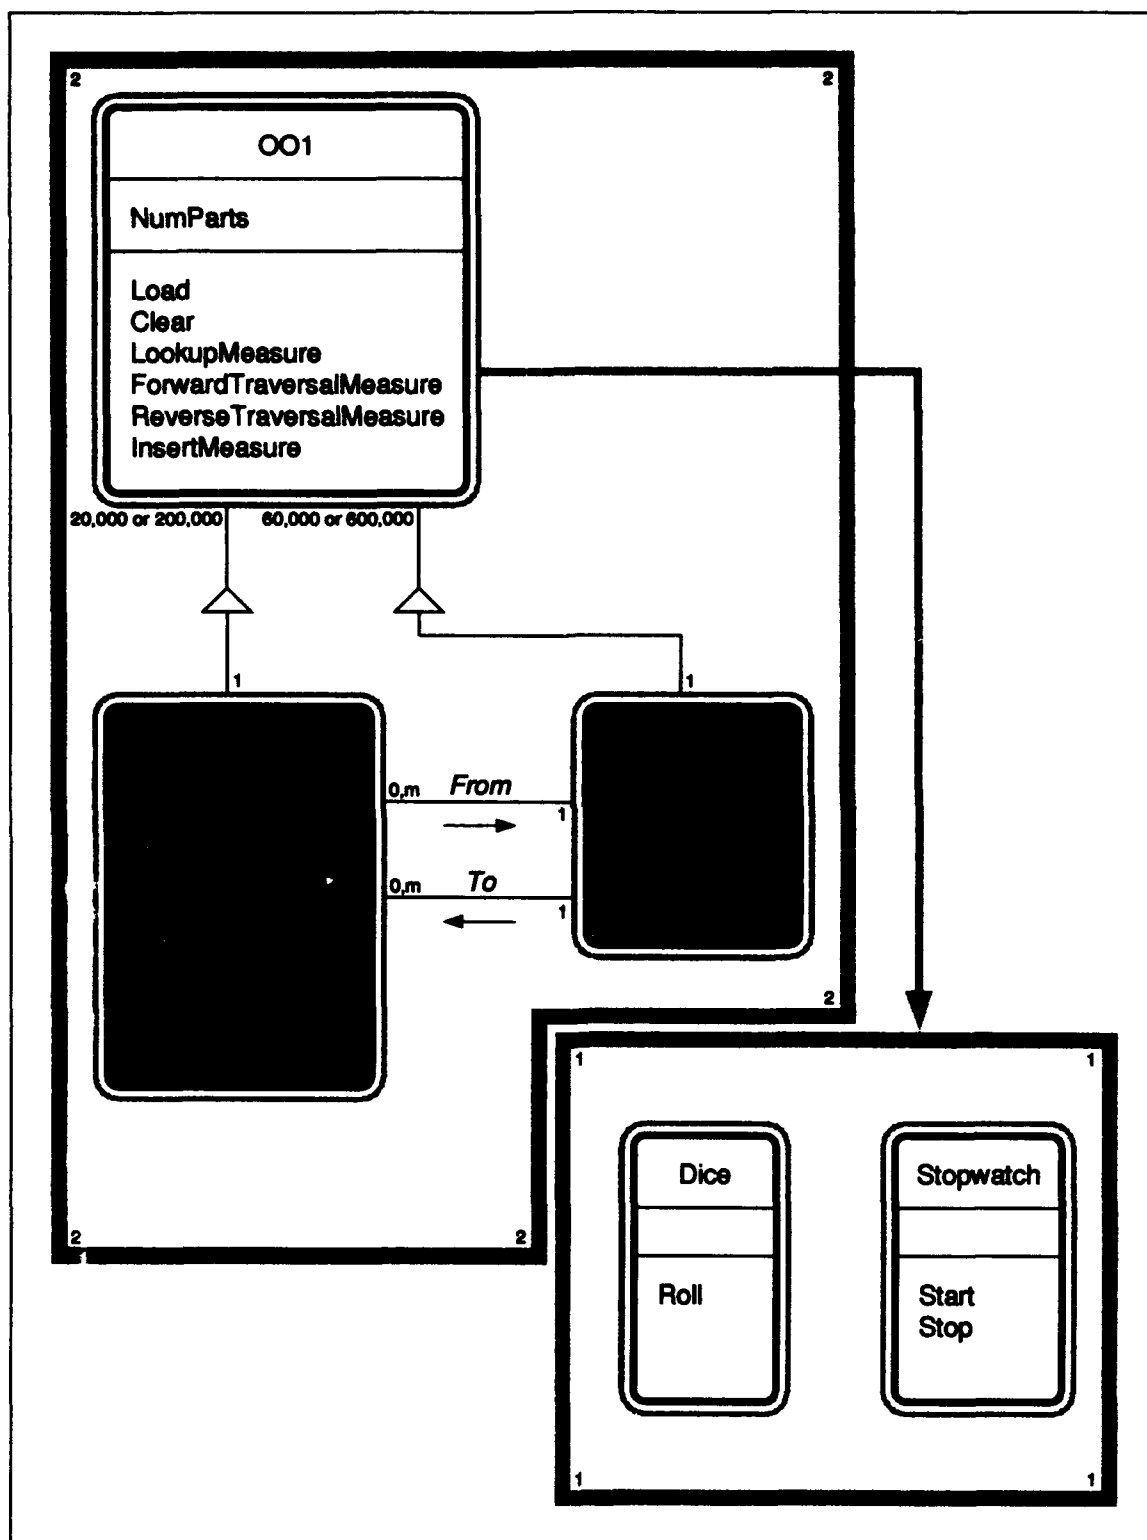 2 2
OO1
NumParts
Load
Clear
LookupMeasure
ForwardTraversalMeasure
ReverseTraversalMeasure
InsertMeasure
20,000 or 200,000 60,000 or 600,000
1 1
0,m From 1
0,m To 1
2
1 1
Dice Stopwatch
2 2
Roll Start
Stop
1 1